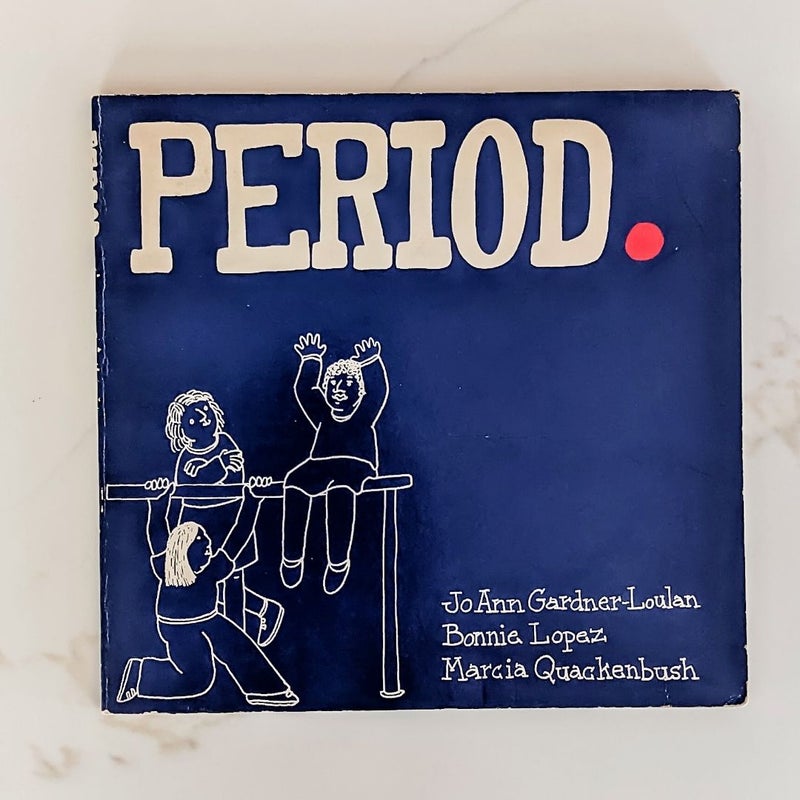 PERIOD.
JoAnn Gardner-Loulan
Bonnie Lopez
Marcia Quackenbush